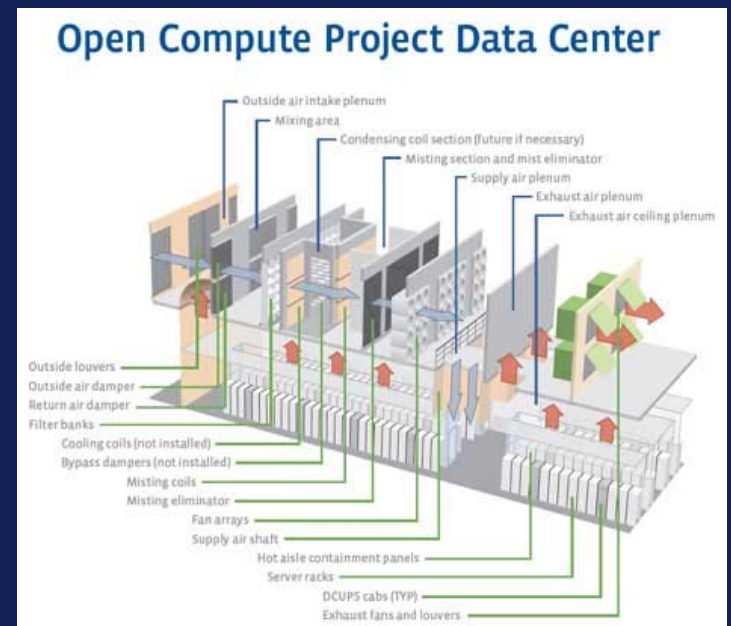 Open Compute Project Data Center
Outside air intake plenum
Mixing area
Condensing coil section (future if necessary)
Misting section and mist eliminator
Supply air plenum
Exhaust air plenum
Exhaust air ceiling plenum
Outside louvers
Outside air damper
Return air damper
Filter banks
Cooling coils (not installed)
Bypass dampers (not installed)
Misting coils
Misting eliminator
Fan arrays
Supply air shaft
Hot aisle containment panels
Server racks
DCUPS cabs (TYP)
Exhaust fans and louvers